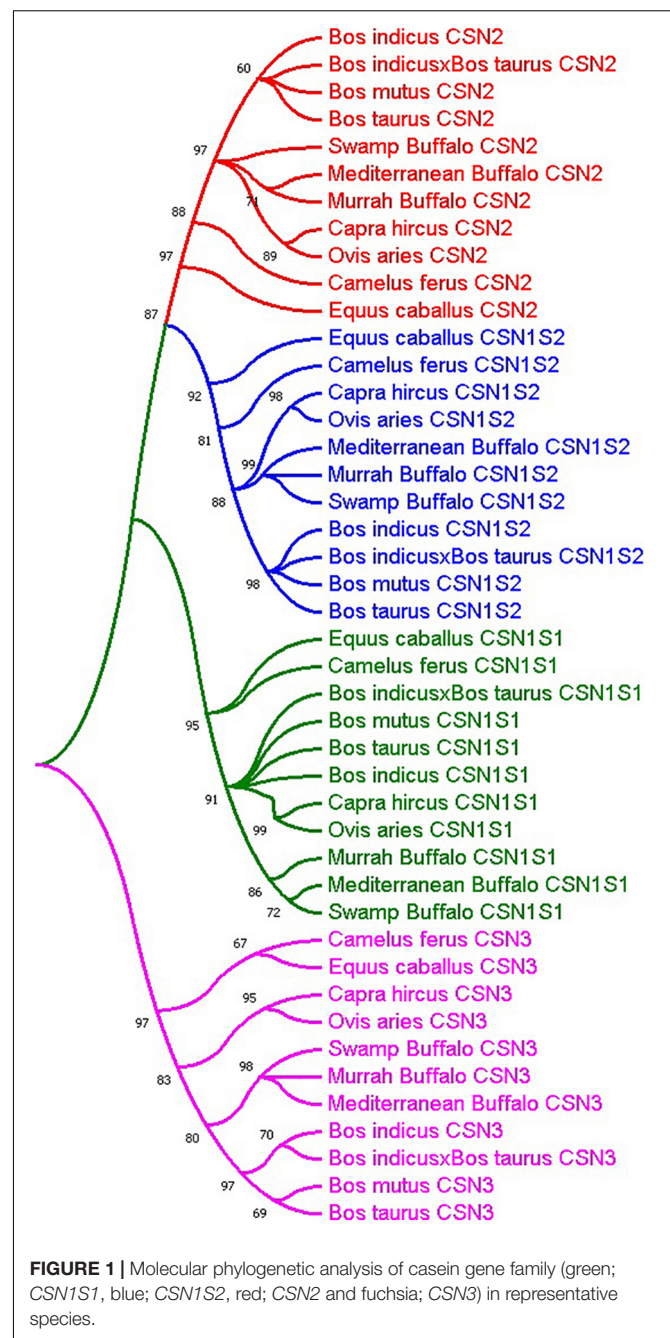 Bos indicus CSN2
60
Bos indicusxBos taurus CSN2
Bos mutus CSN2
Bos taurus CSN2
Swamp Buffalo CSN2
97
Mediterranean Buffalo CSN2
71
Murrah Buffalo CSN2
88
Capra hircus CSN2
89
Ovis aries CSN2
97
Camelus ferus CSN2
Equus caballus CSN2
87
Equus caballus CSN1S2
Camelus ferus CSN1S2
92
98
Capra hircus CSN1S2
Ovis aries CSN1S2
81
Mediterranean Buffalo CSN1S2
99
Murrah Buffalo CSN1S2
88
Swamp Buffalo CSN1S2
Bos indicus CSN1S2
Bos indicusxBos taurus CSN1S2
98
Bos mutus CSN1S2
Bos taurus CSN1S2
Equus caballus CSN1S1
Camelus ferus CSN1S1
Bos indicusxBos taurus CSN1S1
95
Bos mutus CSN1S1
Bos taurus CSN1S1
Bos indicus CSN1S1
91
Capra hircus CSN1S1
99
Ovis aries CSN1S1
Murrah Buffalo CSN1S1
86
Mediterranean Buffalo CSN1S1
72
Swamp Buffalo CSN1S1
67
Camelus ferus CSN3
Equus caballus CSN3
95
Capra hircus CSN3
97
Ovis aries CSN3
Swamp Buffalo CSN3
98
83
Murrah Buffalo CSN3
Mediterranean Buffalo CSN3
80
70
Bos indicus CSN3
Bos indicusxBos taurus CSN3
97
Bos mutus CSN3
69
Bos taurus CSN3
FIGURE 1 | Molecular phylogenetic analysis of casein gene family (green;
CSN1S1, blue; CSN1S2, red; CSN2 and fuchsia; CSN3) in representative
species.